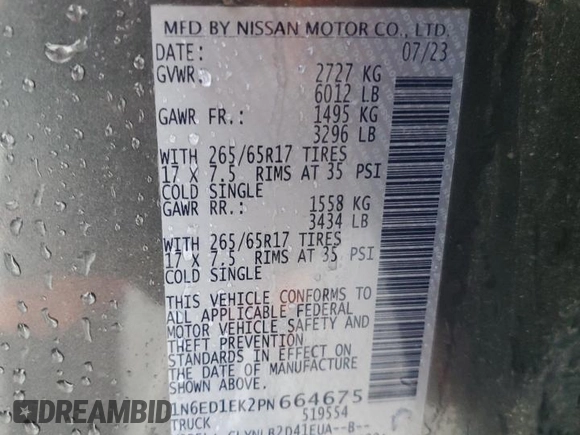 MFD BY NISSAN MOTOR CO., LTD.
DATE: 07/23
GVWR: 2727 KG
6012 LB
GAWR FR.: 1495 KG
3296 LB
WITH 265/65R17 TIRES
17 X 7.5 RIMS AT 35 PSI
COLD SINGLE
GAWR RR.: 1558 KG
3434 LB
WITH 265/65R17 TIRES
17 X 7.5 RIMS AT 35 PSI
COLD SINGLE
THIS VEHICLE CONFORMS TO
ALL APPLICABLE FEDERAL
MOTOR VEHICLE SAFETY AND
THEFT PREVENTION
STANDARDS IN EFFECT ON
THE DATE OF MANUFACTURE
SHOWN ABOVE.
1N6ED1EK2PN664675
TRUCK 519554
CLYNLB2D41EUA--B--
BID HISTORY